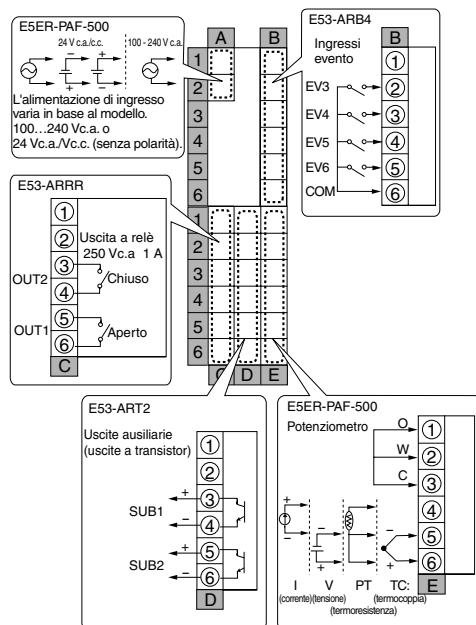 E5ER-PAF-500
24 V c.a./c.c.
100 - 240 V c.a.
L'alimentazione di ingresso
varia in base al modello.
100...240 Vc.a. o
24 Vc.a./Vc.c. (senza polarità).
A
B
1
2
3
4
5
6
1
2
3
4
5
6
C
D
E
E53-ARB4
Ingressi
evento
B
1
EV3
2
EV4
3
EV5
4
EV6
5
COM
6
E53-ARRR
1
2
Uscita a relè
250 Vc.a 1 A
3
OUT2
Chiuso
4
OUT1
5
Aperto
6
C
E53-ART2
Uscite ausiliarie
(uscite a transistor)
1
2
+
3
SUB1
−
4
+
5
SUB2
−
6
D
E5ER-PAF-500
Potenziometro
O
1
W
2
C
3
4
5
6
E
+
−
−
+
−
+
I
V
PT
TC:
(corrente)
(tensione)
(termocoppia)
(termoresistenza)